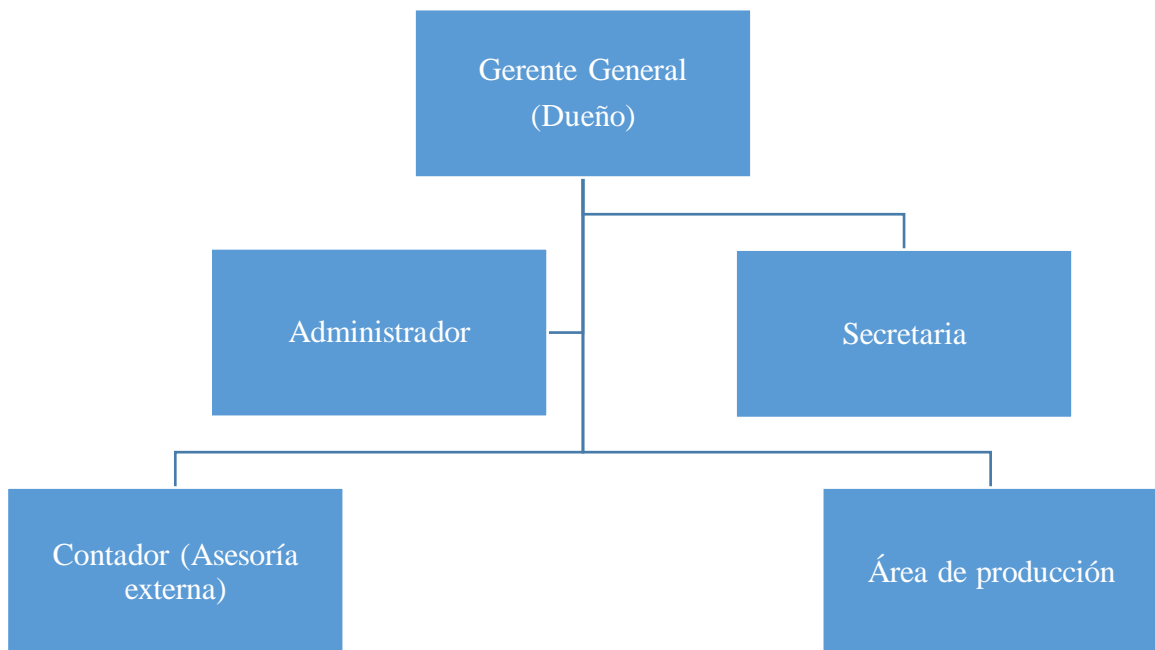 Gerente General
(Dueño)
Administrador
Secretaria
Contador (Asesoría
externa)
Área de producción